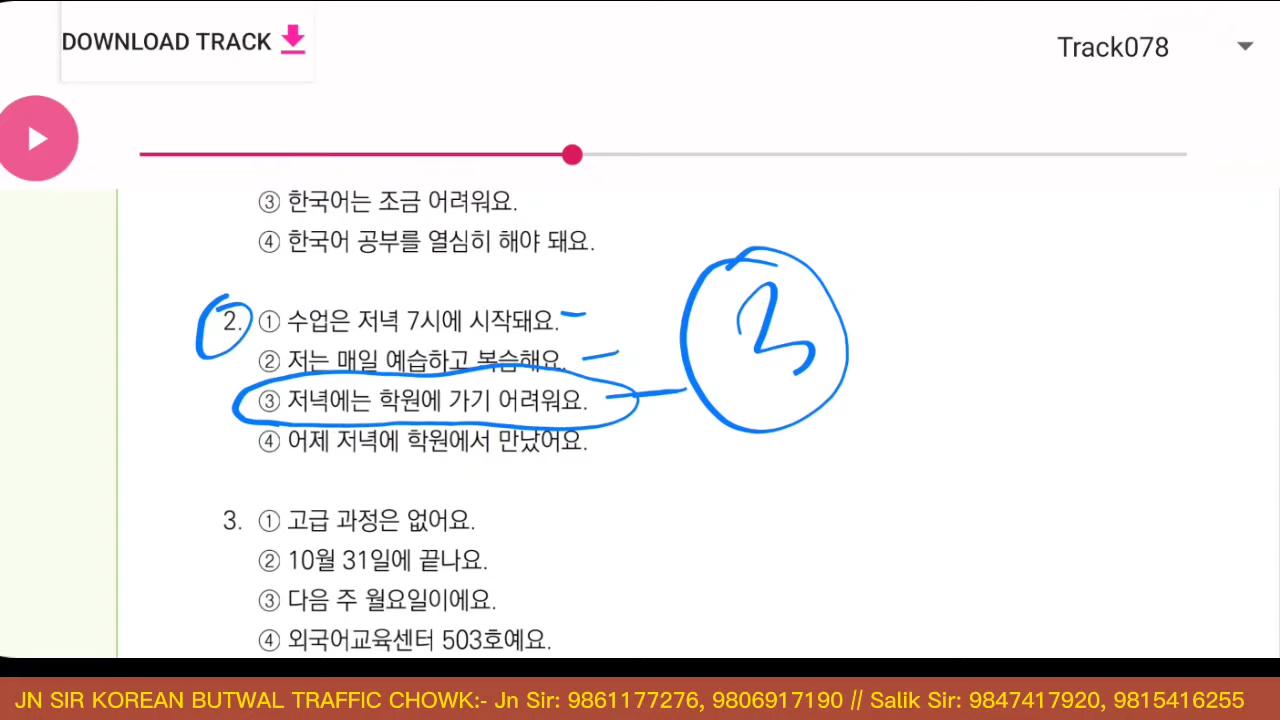 DOWNLOAD TRACK
Track078
③ 한국어는 조금 어려워요.
④ 한국어 공부를 열심히 해야 돼요.
2. ① 수업은 저녁 7시에 시작돼요.
② 저는 매일 예습하고 복습해요.
③ 저녁에는 학원에 가기 어려워요.
3
④ 어제 저녁에 학원에서 만났어요.
3. ① 고급 과정은 없어요.
② 10월 31일에 끝나요.
③ 다음 주 월요일이에요.
④ 외국어교육센터 503호예요.
JN SIR KOREAN BUTWAL TRAFFIC CHOWK:- Jn Sir: 9861177276, 9806917190 // Salik Sir: 9847417920, 9815416255